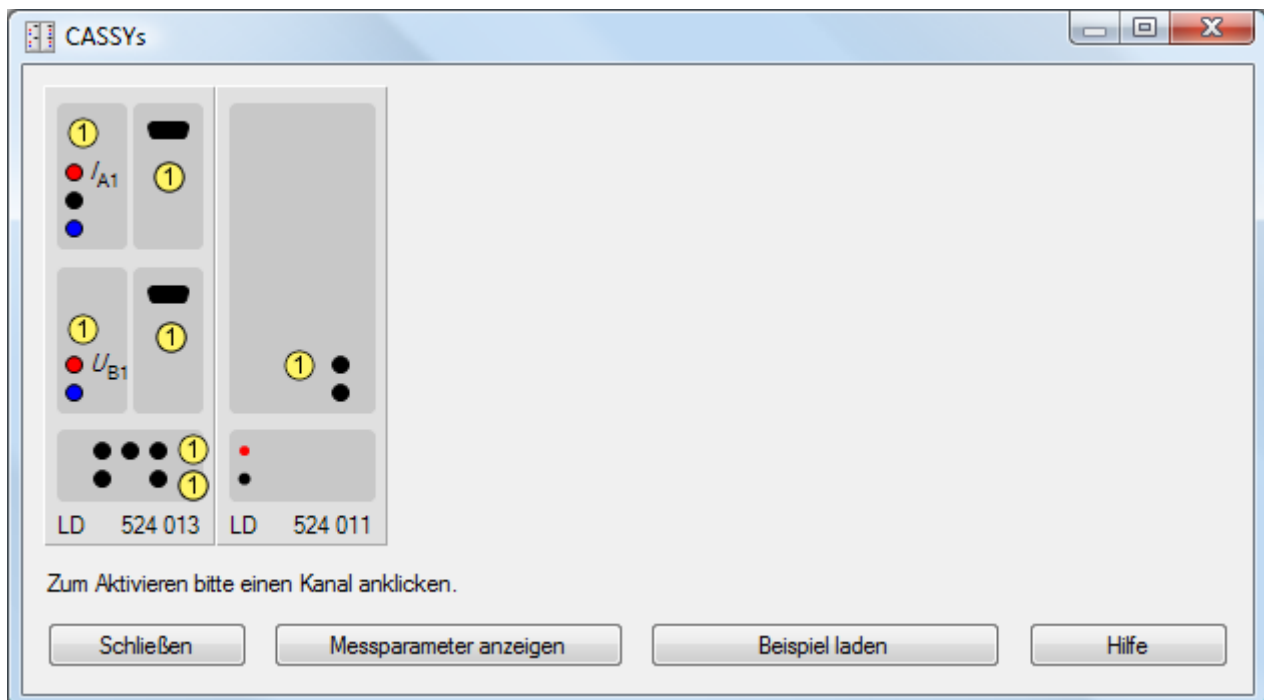 CASSYs
1
1
I A1
1
1
U B1
1
1
1
LD 524 013
LD 524 011
Zum Aktivieren bitte einen Kanal anklicken.
Schließen
Messparameter anzeigen
Beispiel laden
Hilfe